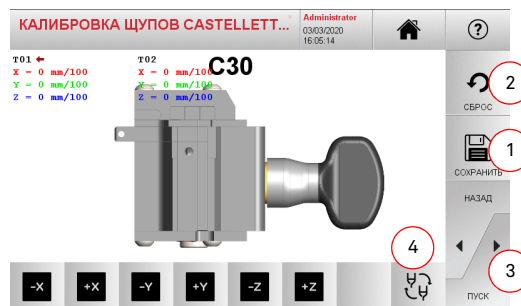 КАЛИБРОВКА ЩУПОВ CASTELLETT...
Administrator
03/03/2020
16:05:14
?
T01
X = 0 mm/100
Y = 0 mm/100
Z = 0 mm/100
T02
X = 0 mm/100
Y = 0 mm/100
Z = 0 mm/100
C30
СБРОС
2
СОХРАНИТЬ
1
НАЗАД
3
ПУСК
4
-X
+X
-Y
+Y
-Z
+Z